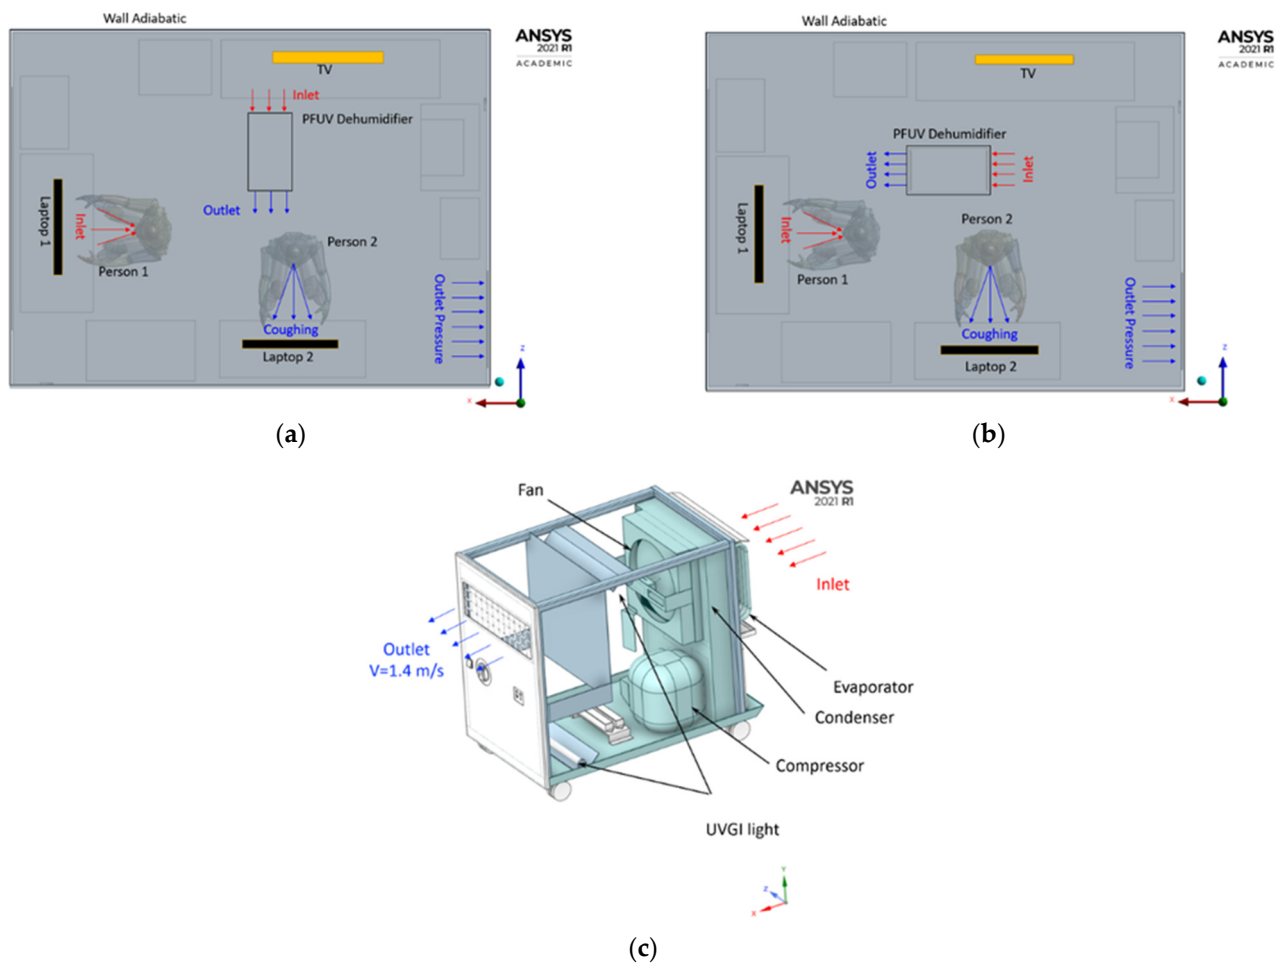 Wall Adiabatic
ANSYS
2021 R1
ACADEMIC
TV
Inlet
PFUV Dehumidifier
Outlet
Laptop 1
Inlet
Person 1
Person 2
Coughing
Laptop 2
Outlet Pressure
Z
X
(a)
Wall Adiabatic
ANSYS
2021 R1
ACADEMIC
TV
PFUV Dehumidifier
Outlet
Inlet
Laptop 1
Inlet
Person 1
Person 2
Coughing
Laptop 2
Outlet Pressure
Z
X
(b)
ANSYS
2021 R1
Fan
Inlet
Outlet
V=1.4 m/s
Evaporator
Condenser
Compressor
UVGI light
Y
Z
X
(c)